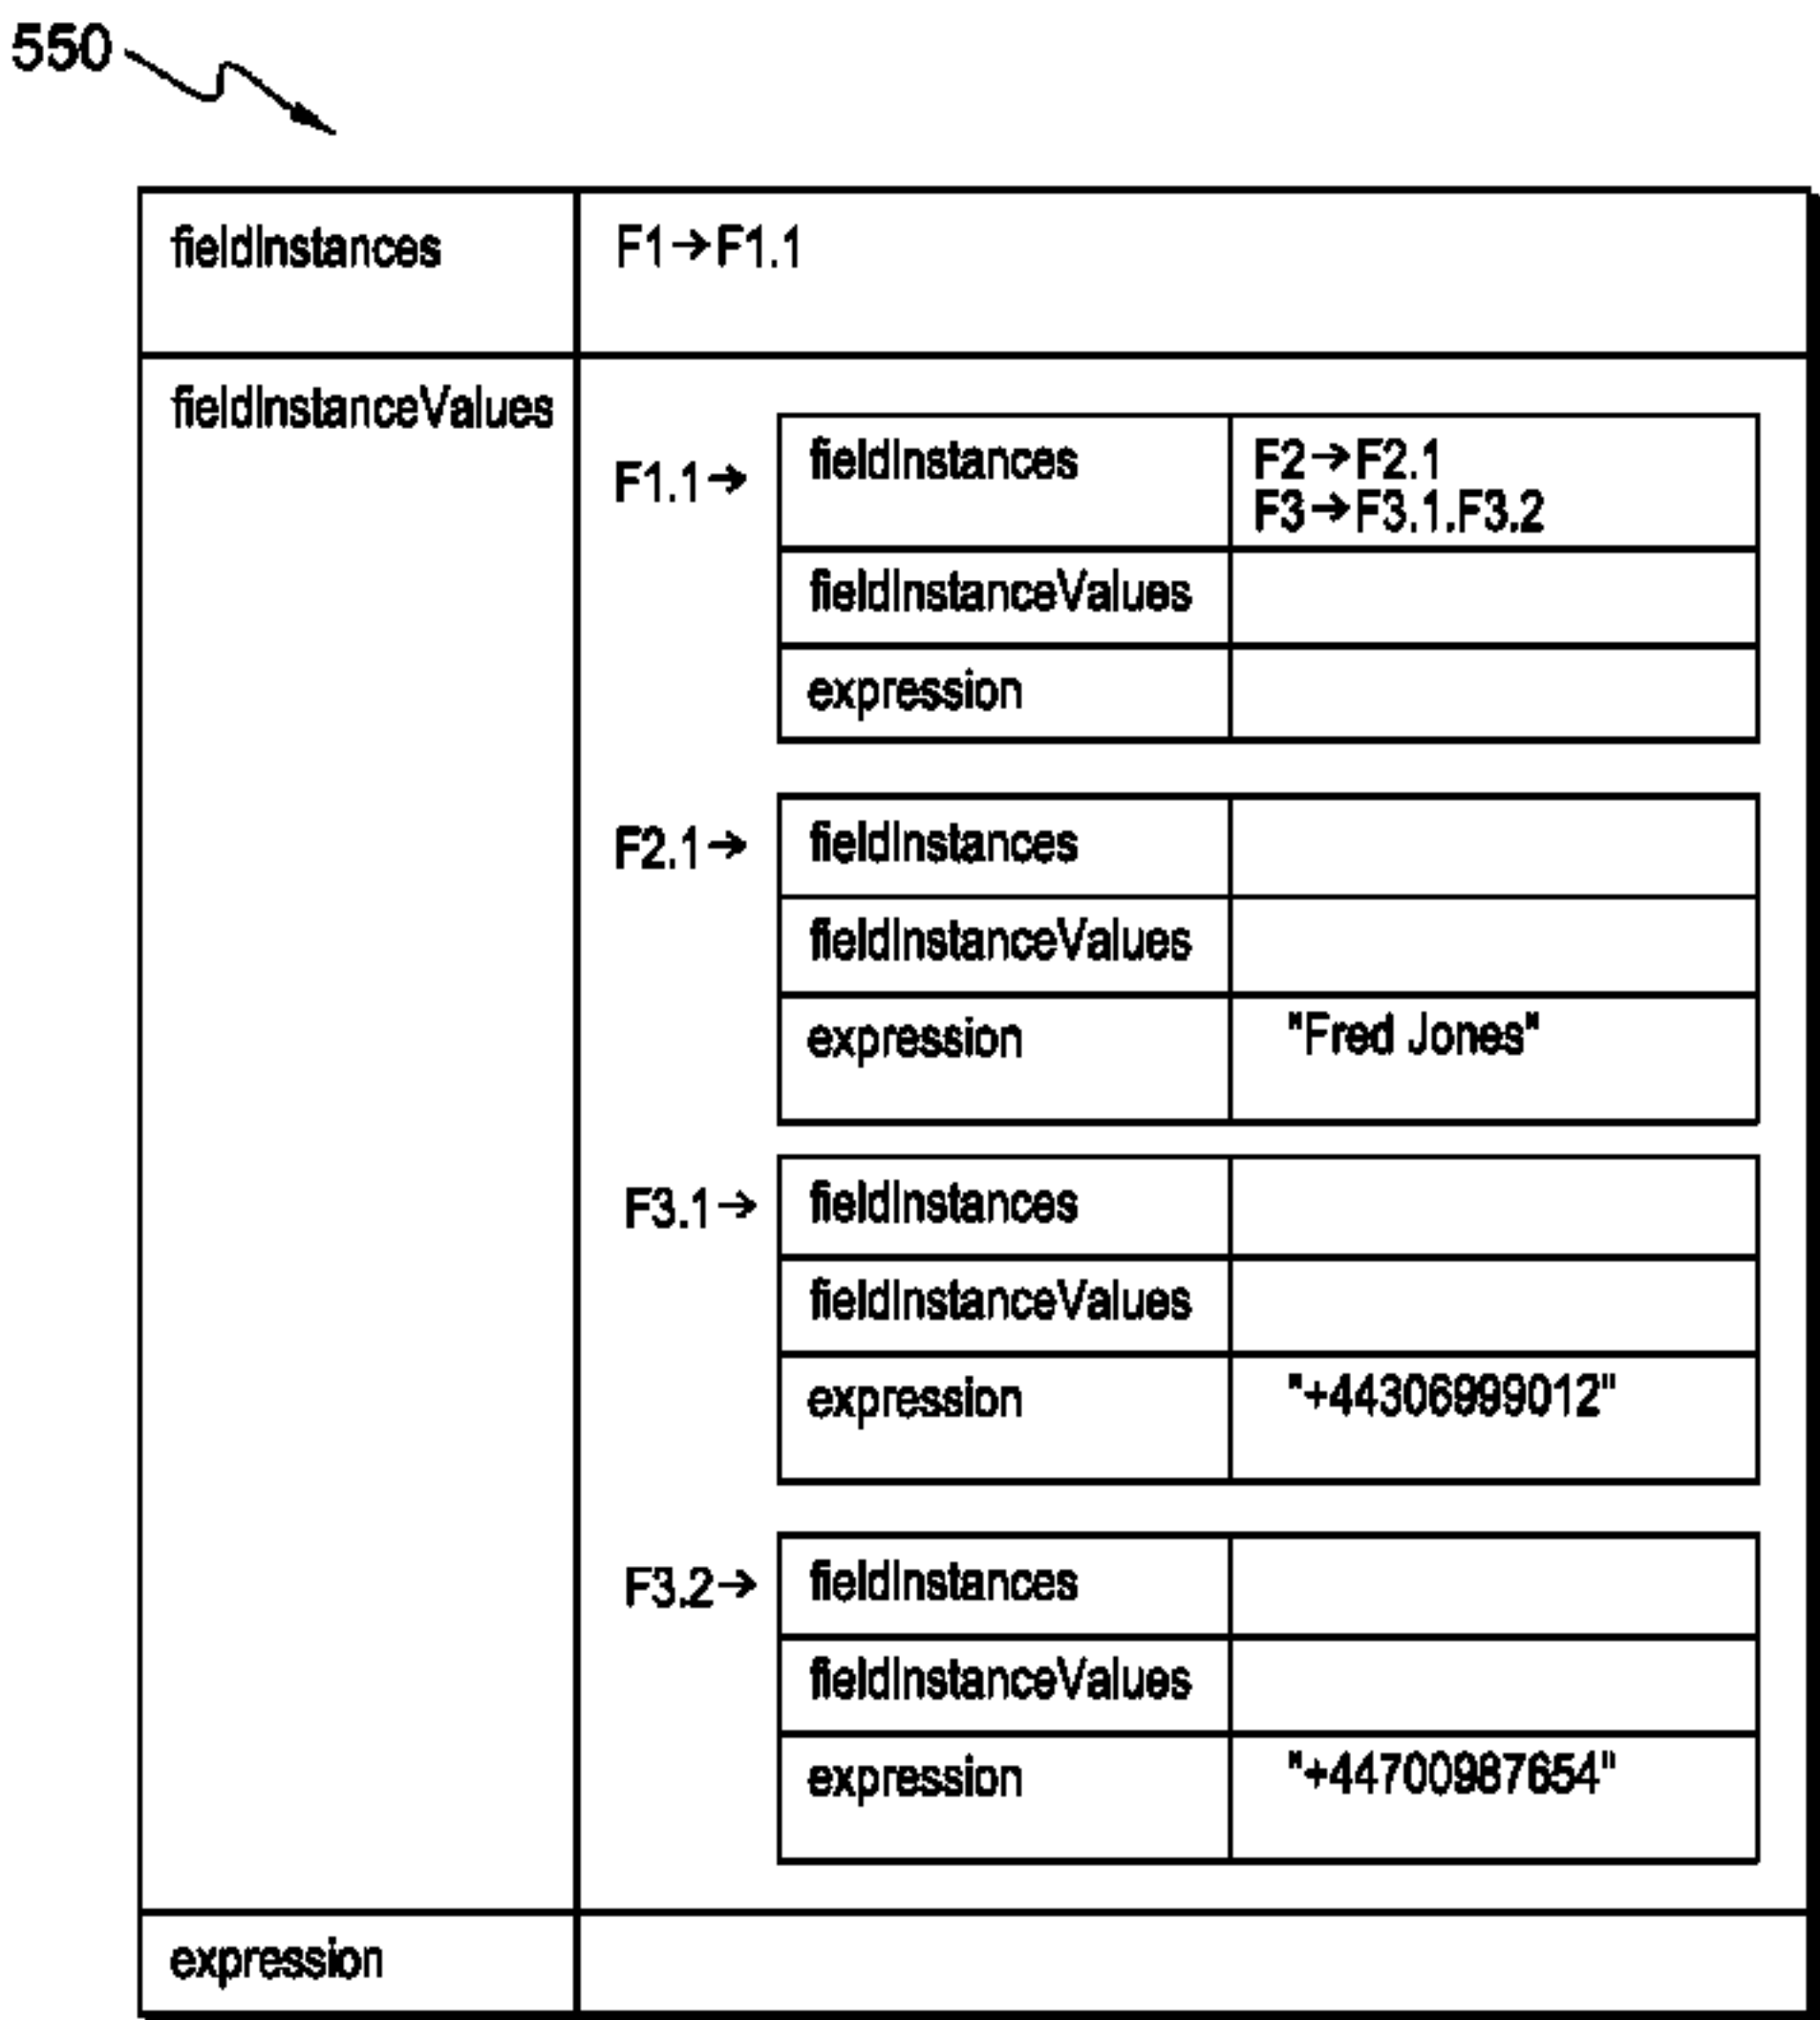 550
fieldInstances F1→F1.1
fieldInstanceValues
F1.1→ fieldInstances F2→F2.1
F3→F3.1.F3.2
fieldInstanceValues
expression
F2.1→ fieldInstances
fieldInstanceValues
expression "Fred Jones"
F3.1→ fieldInstances
fieldInstanceValues
expression "+44306999012"
F3.2→ fieldInstances
fieldInstanceValues
expression "+44700987654"
expression